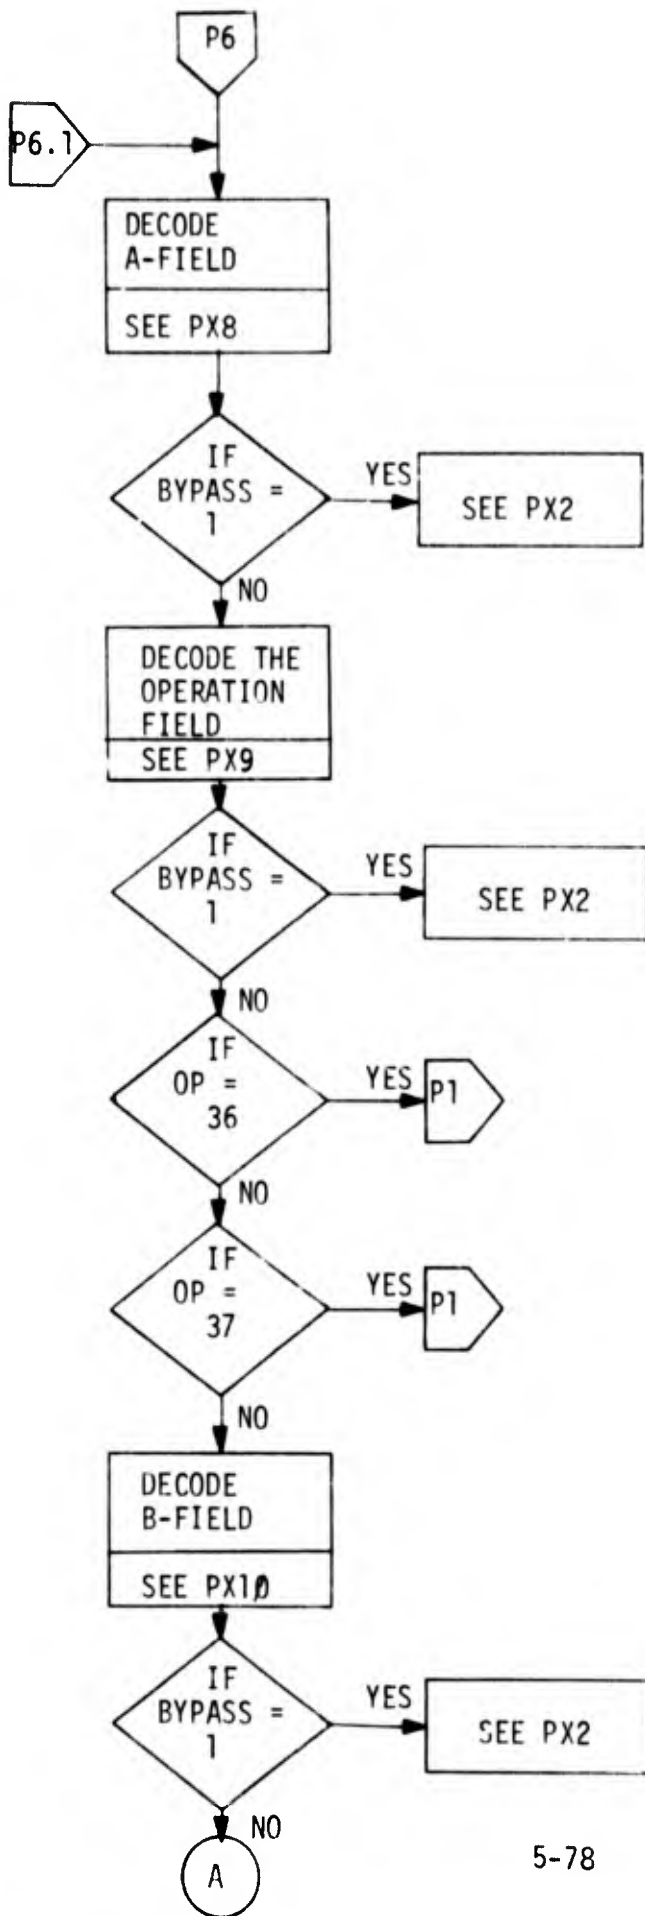 P6
P6.1
DECODE
A-FIELD
SEE PX8
IF
BYPASS =
1
YES
SEE PX2
NO
DECODE THE
OPERATION
FIELD
SEE PX9
IF
BYPASS =
1
YES
SEE PX2
NO
IF
OP =
36
YES
P1
NO
IF
OP =
37
YES
P1
NO
DECODE
B-FIELD
SEE PX10
IF
BYPASS =
1
YES
SEE PX2
NO
A
5-78